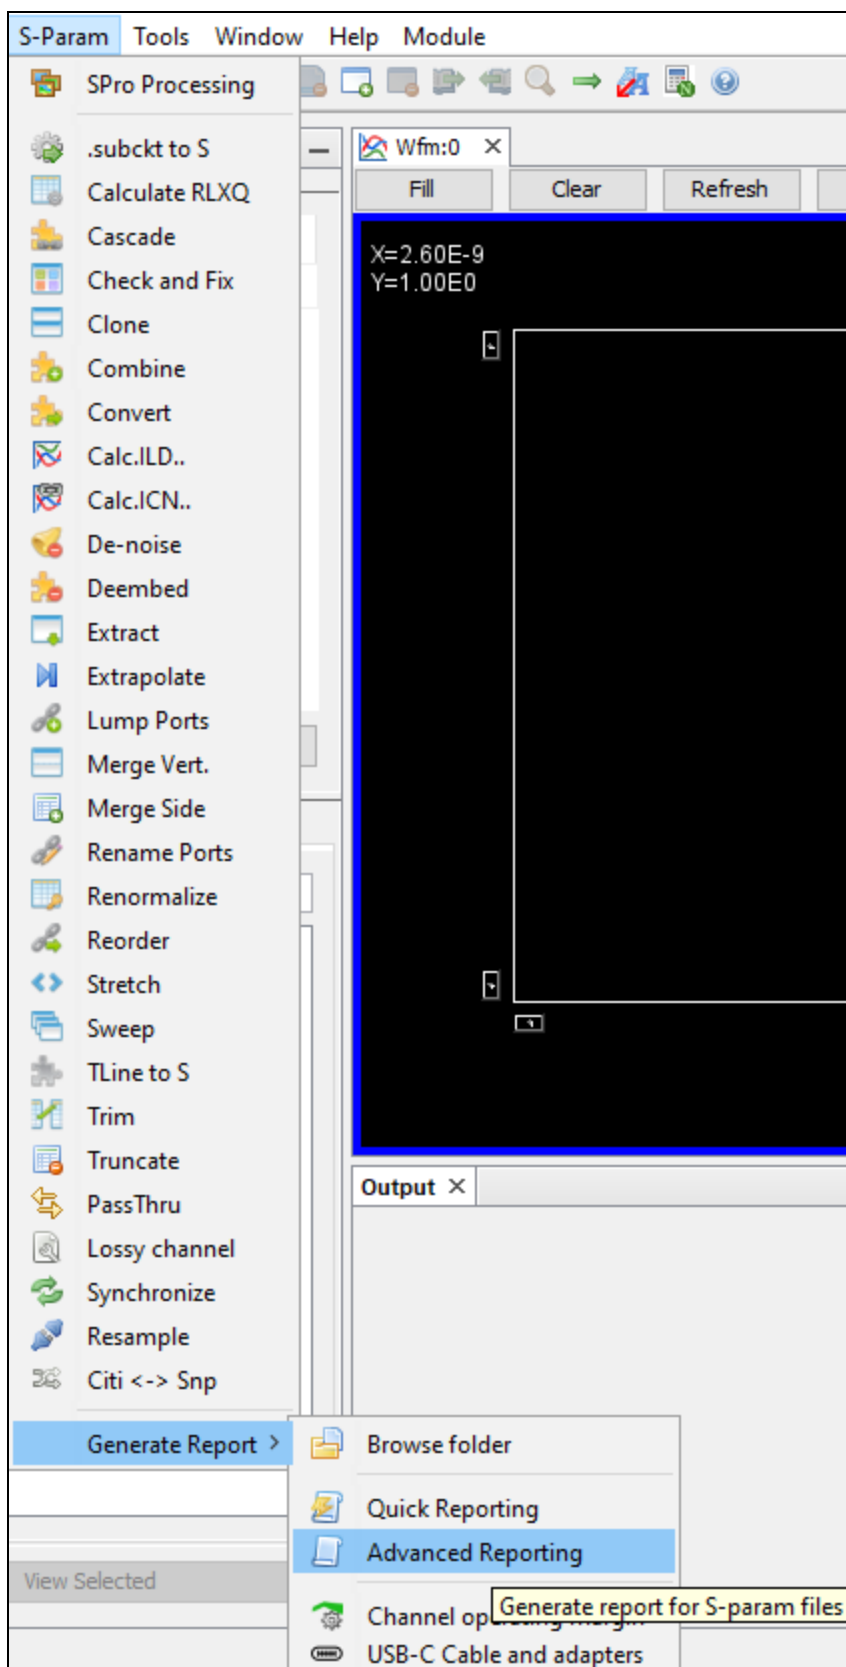 S-Param Tools Window Help Module
SPro Processing
.subckt to S
Calculate RLXQ
Cascade
Check and Fix
Clone
Combine
Convert
Calc.ILD..
Calc.ICN..
De-noise
Deembed
Extract
Extrapolate
Lump Ports
Merge Vert.
Merge Side
Rename Ports
Renormalize
Reorder
Stretch
Sweep
TLine to S
Trim
Truncate
PassThru
Lossy channel
Synchronize
Resample
Citi <-> Snp
Generate Report >
View Selected
Wfm:0 ×
Fill Clear Refresh
X=2.60E-9
Y=1.00E0
Output ×
Browse folder
Quick Reporting
Advanced Reporting
Generate report for S-param files
Channel operating margin
USB-C Cable and adapters